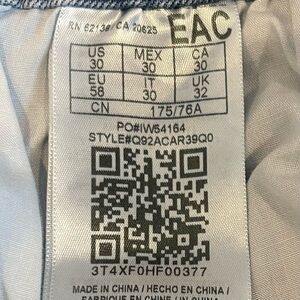 RN 62136 CA 20625 EAC
US MEX CA
30 30 30
EU IT UK
58 30 32
CN 175/76A
PO#IW54164
STYLE#Q92ACAR39Q0
3T4XF0HF00377
MADE IN CHINA / HECHO EN CHINA /
FABRIQUE EN CHINE /